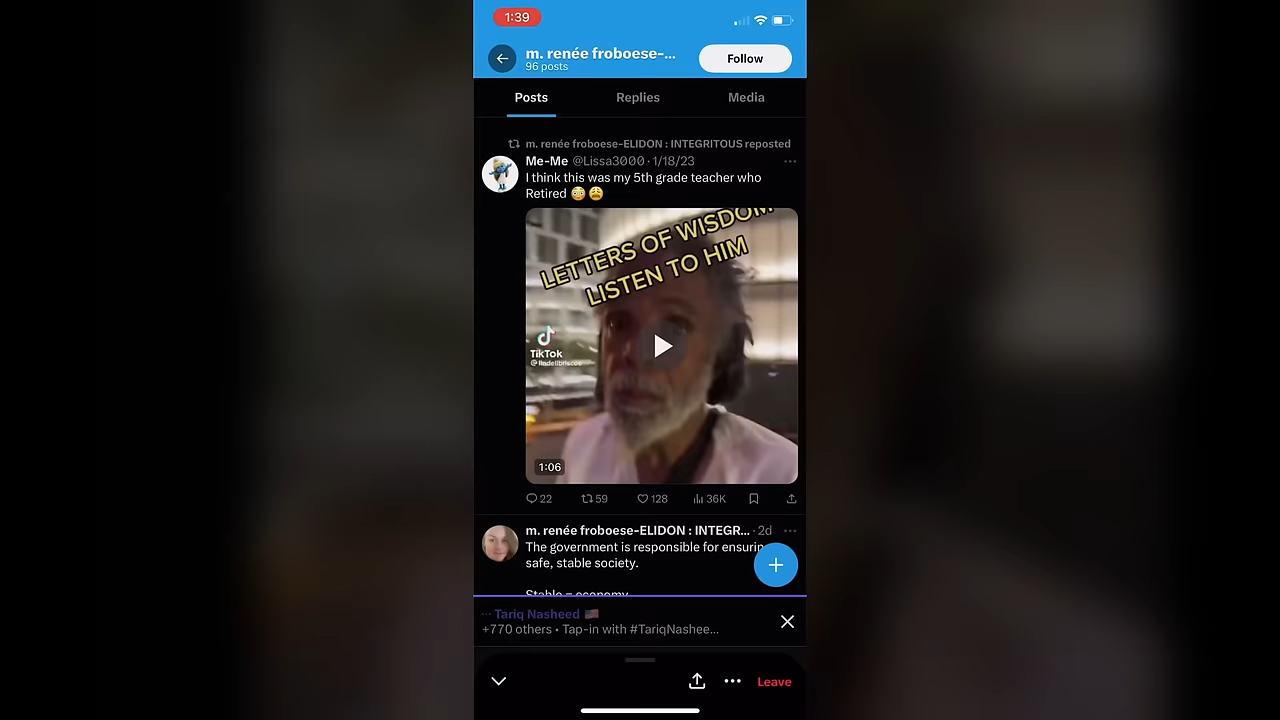 1:39
m. renée froboese-...
96 posts
Follow
Posts
Replies
Media
m. renée froboese-ELIDON : INTEGRITOUS reposted
Me-Me @Lissa3000 · 1/18/23
I think this was my 5th grade teacher who
Retired 😳😩
LETTERS OF WISDOM
LISTEN TO HIM
TikTok
1:06
22
59
128
36K
m. renée froboese-ELIDON : INTEGR... · 2d
The government is responsible for ensuring
safe, stable society.
Stable = economy
Tariq Nasheed 🇺🇸
+770 others • Tap-in with #TariqNashee...
Leave